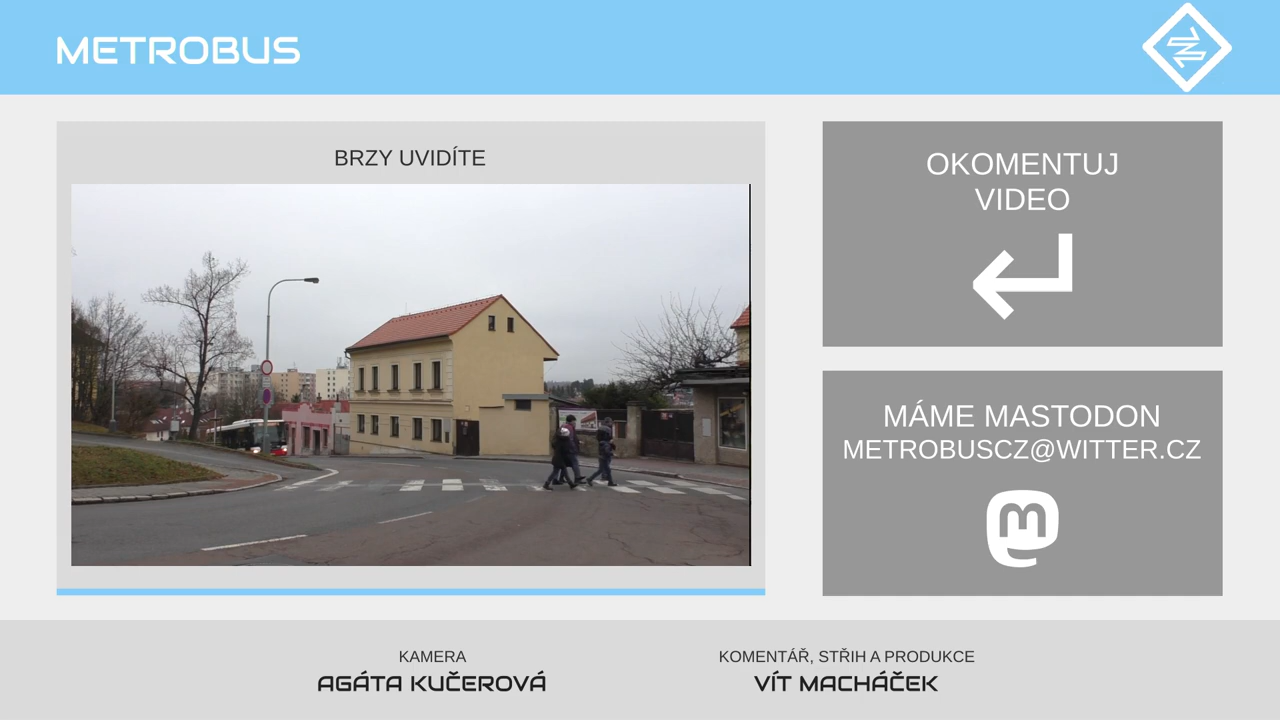 METROBUS
BRZY UVIDÍTE
OKOMENTUJ
VIDEO
MÁME MASTODON
METROBUSCZ@WITTER.CZ
KAMERA
AGÁTA KUČEROVÁ
KOMENTÁŘ, STŘIH A PRODUKCE
VÍT MACHÁČEK